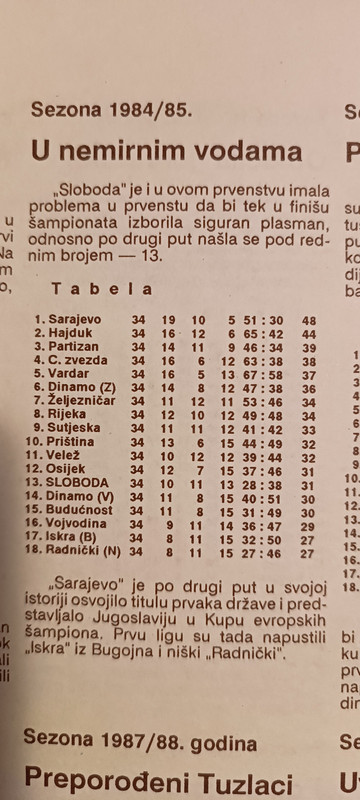 Sezona 1984/85.
U nemirnim vodama
„Sloboda" je i u ovom prvenstvu imala
problema u prvenstu da bi tek u finišu
šampionata izborila siguran plasman,
odnosno po drugi put našla se pod red-
nim brojem — 13.
Tabela
1. Sarajevo 34 19 10 5 51 : 30 48
2. Hajduk 34 16 12 6 65 : 42 44
3. Partizan 34 14 11 9 46 : 34 39
4. C. zvezda 34 16 6 12 63 : 38 38
5. Vardar 34 16 5 13 67 : 58 37
6. Dinamo (Z) 34 14 8 12 47 : 38 36
7. Željezničar 34 11 12 11 53 : 46 34
8. Rijeka 34 12 10 12 49 : 48 34
9. Sutjeska 34 11 11 12 41 : 42 33
10. Priština 34 13 6 15 44 : 49 32
11. Velež 34 10 12 12 39 : 44 32
12. Osijek 34 12 7 15 37 : 46 31
13. SLOBODA 34 10 11 13 28 : 38 31
14. Dinamo (V) 34 11 8 15 40 : 51 30
15. Budućnost 34 11 8 15 31 : 49 30
16. Vojvodina 34 9 11 14 36 : 47 29
17. Iskra (B) 34 8 11 15 32 : 50 27
18. Radnički (N) 34 8 11 15 27 : 46 27
„Sarajevo" je po drugi put u svojoj
istoriji osvojilo titulu prvaka države i pred-
stavljalo Jugoslaviju u Kupu evropskih
šampiona. Prvu ligu su tada napustili
„Iskra" iz Bugojna i niški „Radnički".
Sezona 1987/88. godina
Preporođeni Tuzlaci